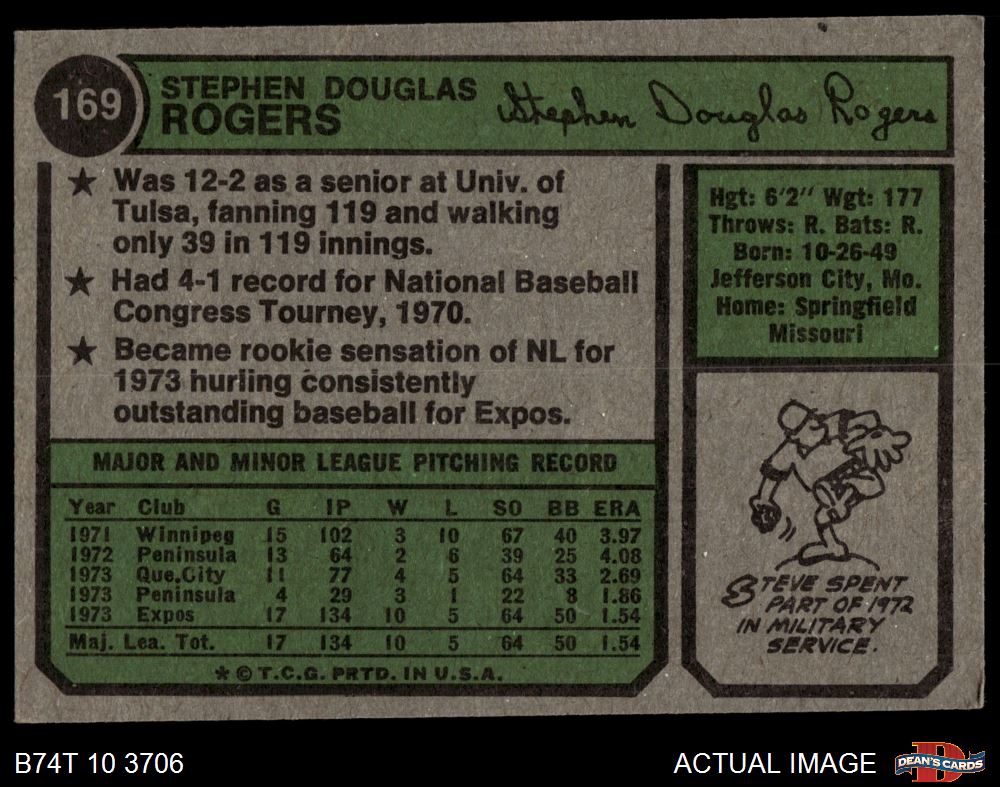 169
STEPHEN DOUGLAS
ROGERS
Stephen Douglas Rogers
★ Was 12-2 as a senior at Univ. of
Tulsa, fanning 119 and walking
only 39 in 119 innings.
★ Had 4-1 record for National Baseball
Congress Tourney, 1970.
★ Became rookie sensation of NL for
1973 hurling consistently
outstanding baseball for Expos.
Hgt: 6'2" Wgt: 177
Throws: R. Bats: R.
Born: 10-26-49
Jefferson City, Mo.
Home: Springfield
Missouri
MAJOR AND MINOR LEAGUE PITCHING RECORD
Year Club G IP W L SO BB ERA
1971 Winnipeg 15 102 3 10 67 40 3.97
1972 Peninsula 13 64 2 6 39 25 4.08
1973 Que.City 11 77 4 5 64 33 2.69
1973 Peninsula 4 29 3 1 22 8 1.86
1973 Expos 17 134 10 5 64 50 1.54
Maj. Lea. Tot. 17 134 10 5 64 50 1.54
* © T.C.G. PRTD. IN U.S.A.
STEVE SPENT
PART OF 1972
IN MILITARY
SERVICE.
B74T 10 3706
ACTUAL IMAGE
D
DEAN'S CARDS